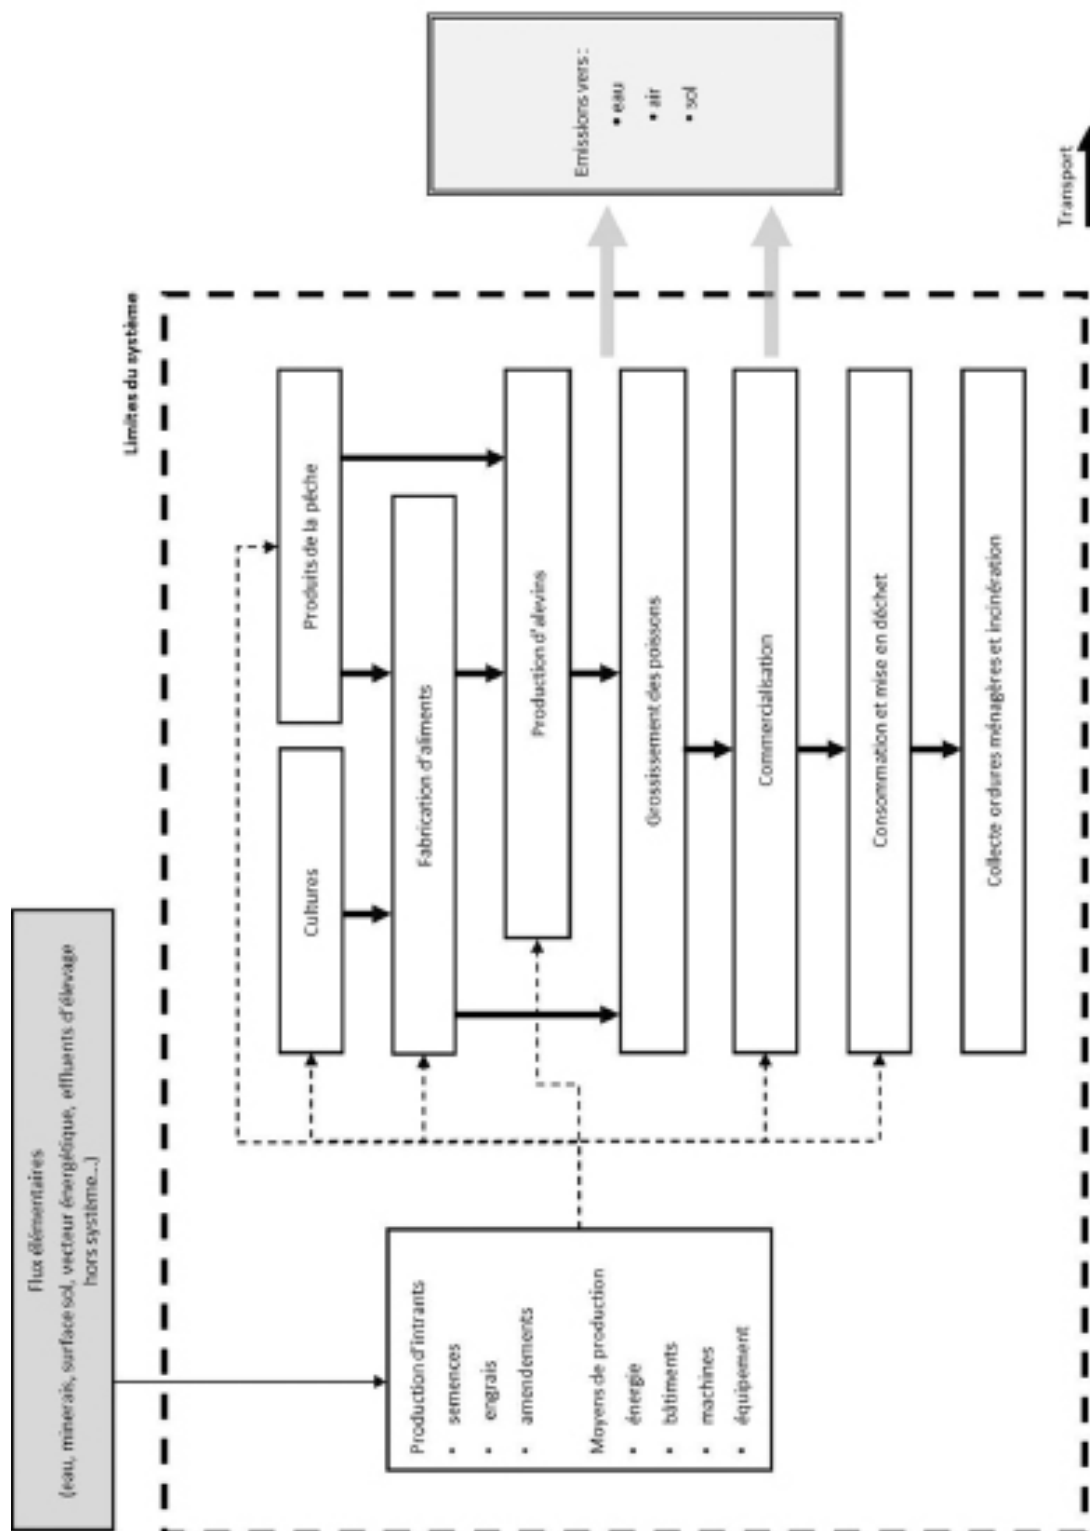 Flux élémentaires
(eau, minerais, surface sol, vecteur énergétique, effluents d'élevage
hors système...)
Limites du système
Production d'intrants
• semences
• engrais
• amendements
Moyens de production
• énergie
• bâtiments
• machines
• équipement
Cultures
Produits de la pêche
Fabrication d'aliments
Production d'alevins
Grossissement des poissons
Commercialisation
Consommation et mise en déchet
Collecte ordures ménagères et incinération
Emissions vers :
• eau
• air
• sol
Transport